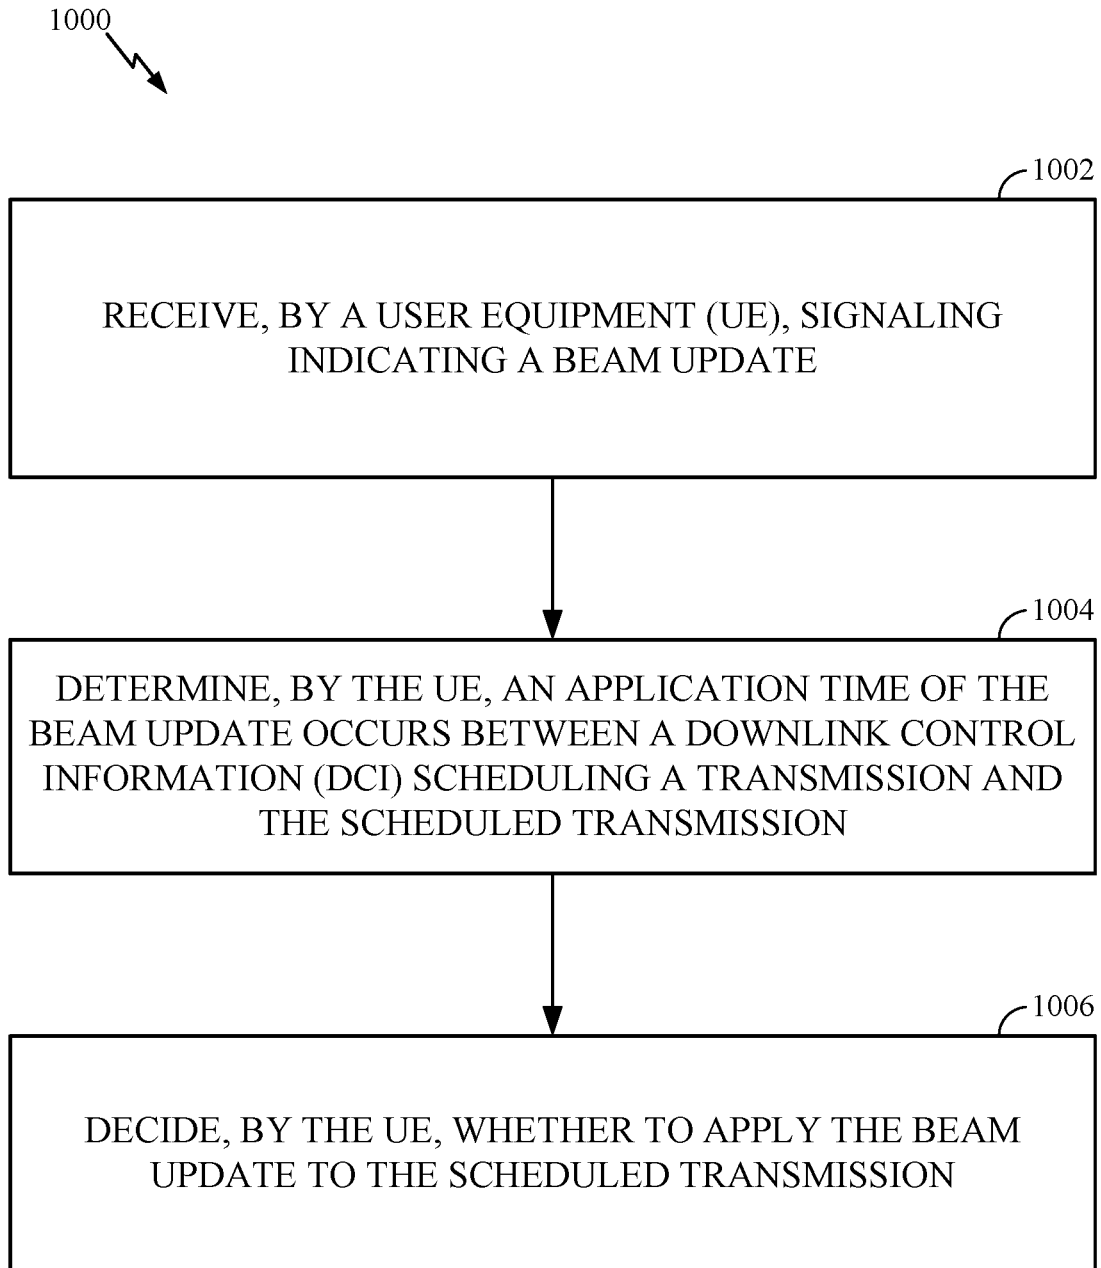 1000
1002
RECEIVE, BY A USER EQUIPMENT (UE), SIGNALING
INDICATING A BEAM UPDATE
1004
DETERMINE, BY THE UE, AN APPLICATION TIME OF THE
BEAM UPDATE OCCURS BETWEEN A DOWNLINK CONTROL
INFORMATION (DCI) SCHEDULING A TRANSMISSION AND
THE SCHEDULED TRANSMISSION
1006
DECIDE, BY THE UE, WHETHER TO APPLY THE BEAM
UPDATE TO THE SCHEDULED TRANSMISSION